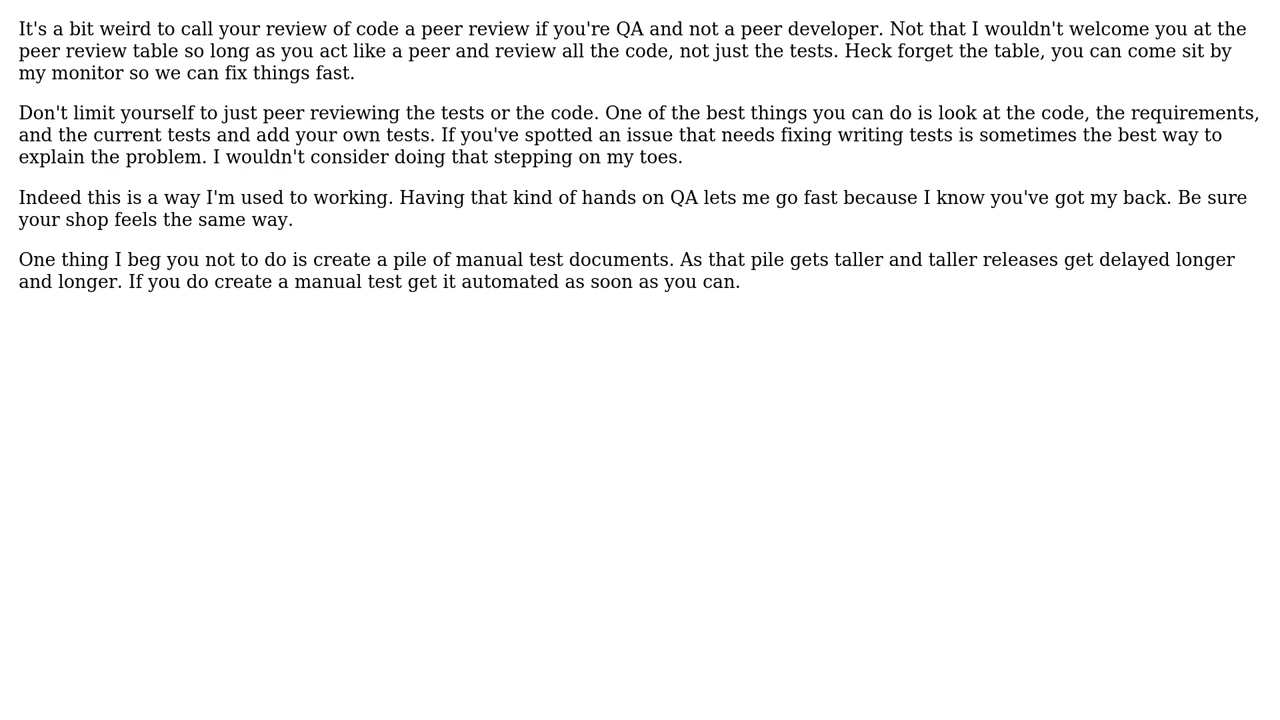 It's a bit weird to call your review of code a peer review if you're QA and not a peer developer. Not that I wouldn't welcome you at the
peer review table so long as you act like a peer and review all the code, not just the tests. Heck forget the table, you can come sit by
my monitor so we can fix things fast.
Don't limit yourself to just peer reviewing the tests or the code. One of the best things you can do is look at the code, the requirements,
and the current tests and add your own tests. If you've spotted an issue that needs fixing writing tests is sometimes the best way to
explain the problem. I wouldn't consider doing that stepping on my toes.
Indeed this is a way I'm used to working. Having that kind of hands on QA lets me go fast because I know you've got my back. Be sure
your shop feels the same way.
One thing I beg you not to do is create a pile of manual test documents. As that pile gets taller and taller releases get delayed longer
and longer. If you do create a manual test get it automated as soon as you can.